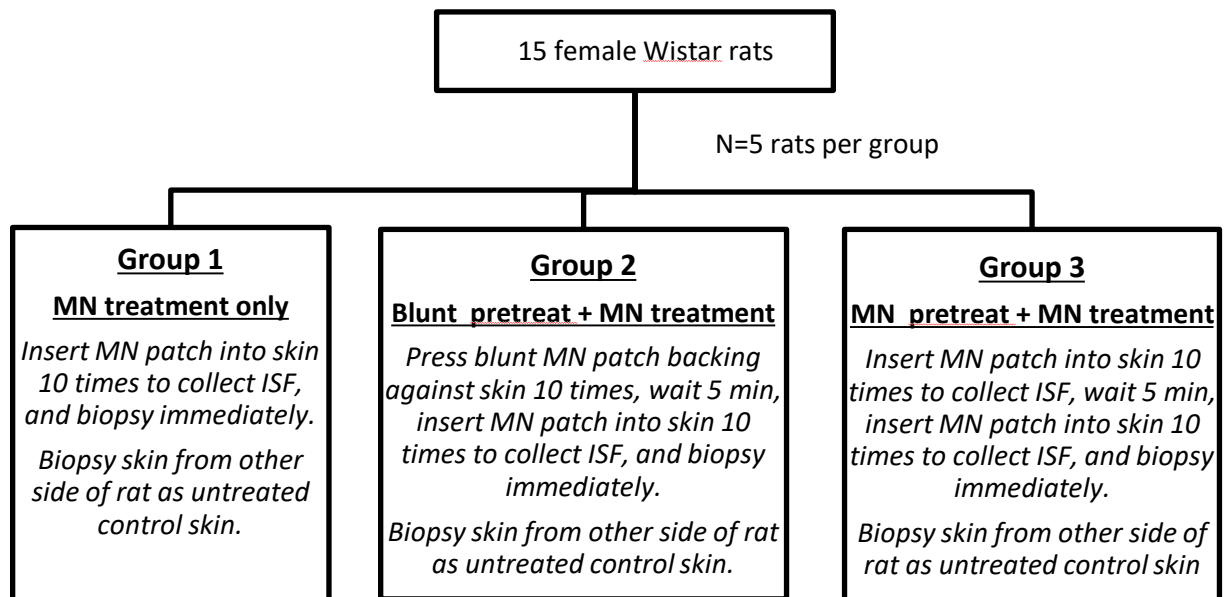 15 female Wistar rats
N=5 rats per group
Group 1
MN treatment only
Insert MN patch into skin
10 times to collect ISF,
and biopsy immediately.
Biopsy skin from other
side of rat as untreated
control skin.
Group 2
Blunt pretreat + MN treatment
Press blunt MN patch backing
against skin 10 times, wait 5 min,
insert MN patch into skin 10
times to collect ISF, and biopsy
immediately.
Biopsy skin from other side of rat
as untreated control skin.
Group 3
MN pretreat + MN treatment
Insert MN patch into skin 10
times to collect ISF, wait 5 min,
insert MN patch into skin 10
times to collect ISF, and biopsy
immediately.
Biopsy skin from other side of
rat as untreated control skin